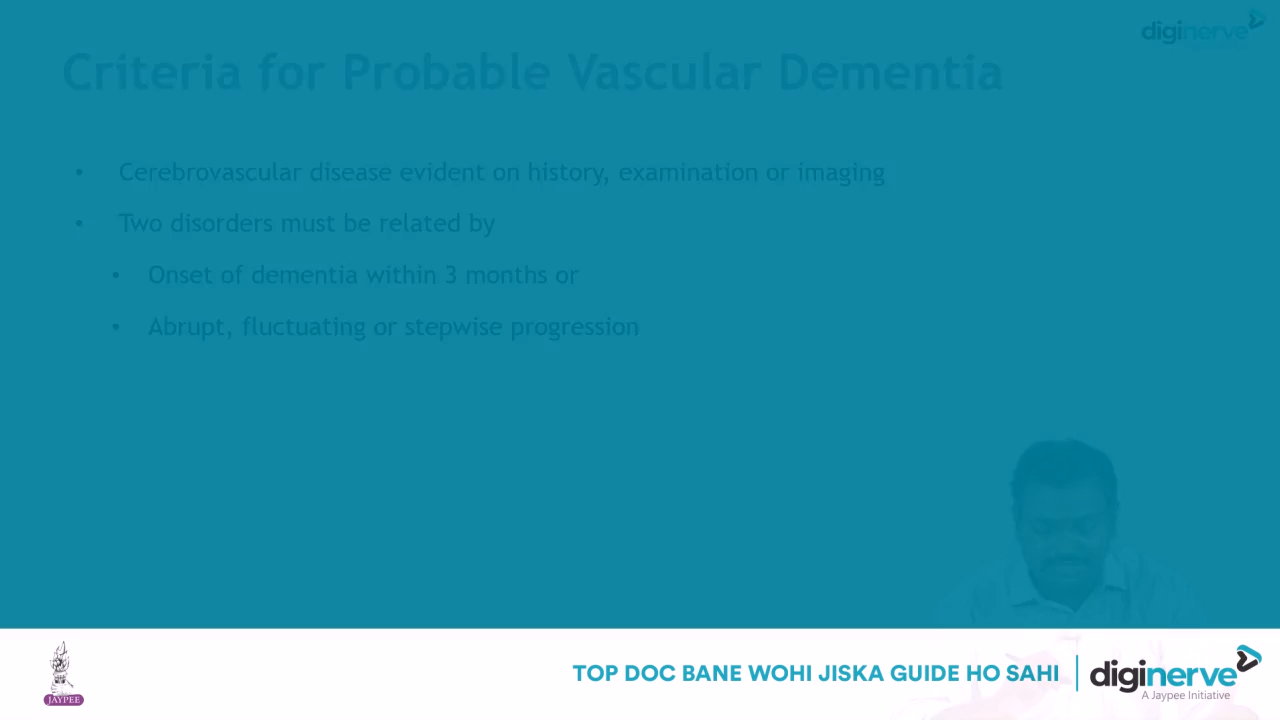 diginerve
Criteria for Probable Vascular Dementia
• Cerebrovascular disease evident on history, examination or imaging
• Two disorders must be related by
• Onset of dementia within 3 months or
• Abrupt, fluctuating or stepwise progression
JAYPEE
TOP DOC BANE WOHI JISKA GUIDE HO SAHI
diginerve
A Jaypee Initiative